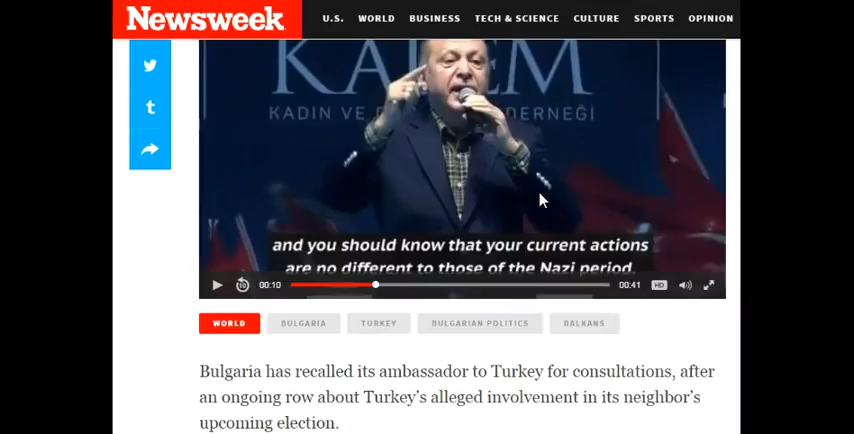 Newsweek
U.S. WORLD BUSINESS TECH & SCIENCE CULTURE SPORTS OPINION
KADEM
KADIN VE DERNEĞİ
and you should know that your current actions
are no different to those of the Nazi period.
10
00:10
00:41
HD
WORLD
BULGARIA
TURKEY
BULGARIAN POLITICS
BALKANS
Bulgaria has recalled its ambassador to Turkey for consultations, after
an ongoing row about Turkey's alleged involvement in its neighbor's
upcoming election.